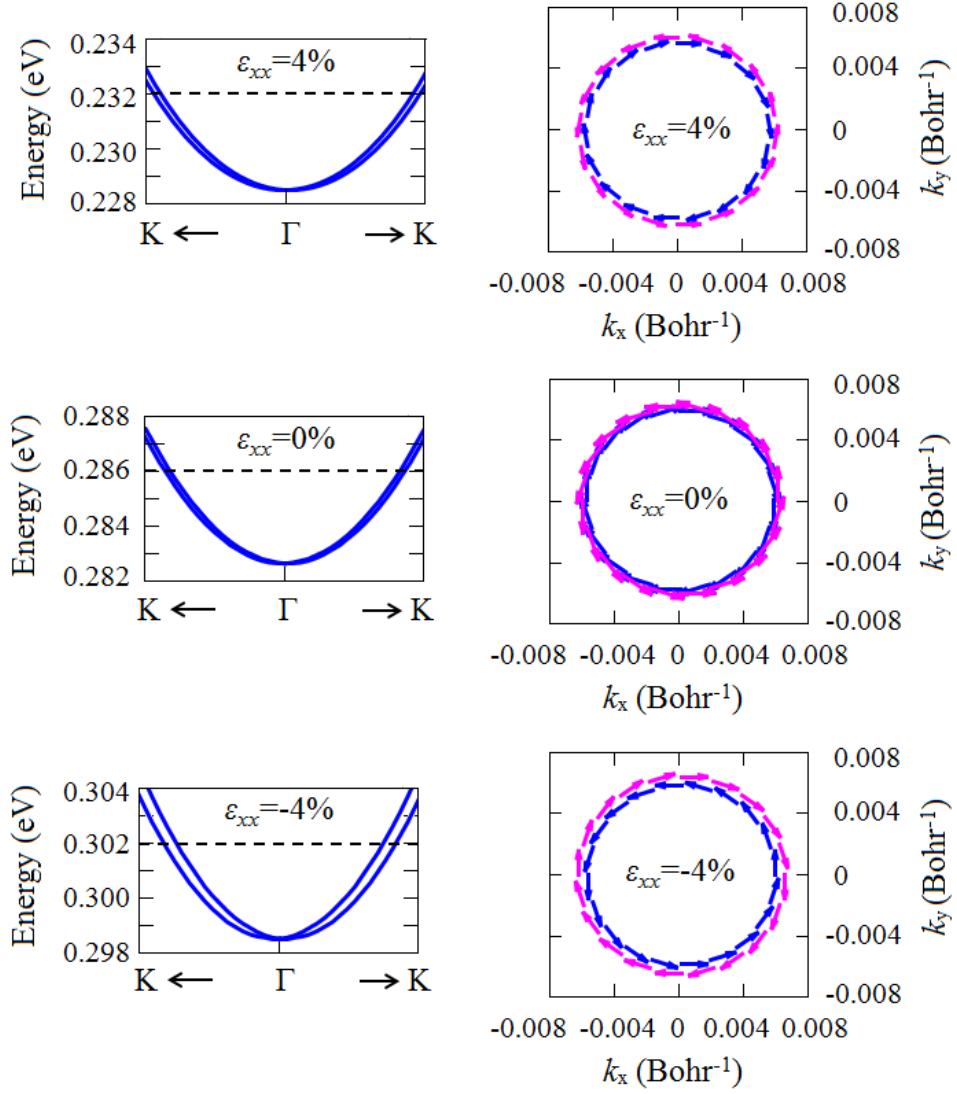 Energy (eV)
0.234
0.232
0.230
0.228
εxx=4%
K ← Γ → K
εxx=4%
0.008
0.004
0
-0.004
-0.008
ky (Bohr-1)
-0.008 -0.004 0 0.004 0.008
kx (Bohr-1)
Energy (eV)
0.288
0.286
0.284
0.282
εxx=0%
K ← Γ → K
εxx=0%
0.008
0.004
0
-0.004
-0.008
ky (Bohr-1)
-0.008 -0.004 0 0.004 0.008
kx (Bohr-1)
Energy (eV)
0.304
0.302
0.300
0.298
εxx=-4%
K ← Γ → K
εxx=-4%
0.008
0.004
0
-0.004
-0.008
ky (Bohr-1)
-0.008 -0.004 0 0.004 0.008
kx (Bohr-1)